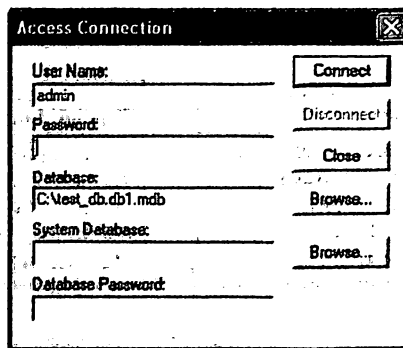 Access Connection
User Name:
admin
Connect
Password:
Disconnect
Close
Database:
C:\test_db.db1.mdb
Browse...
System Database:
Browse...
Database Password: